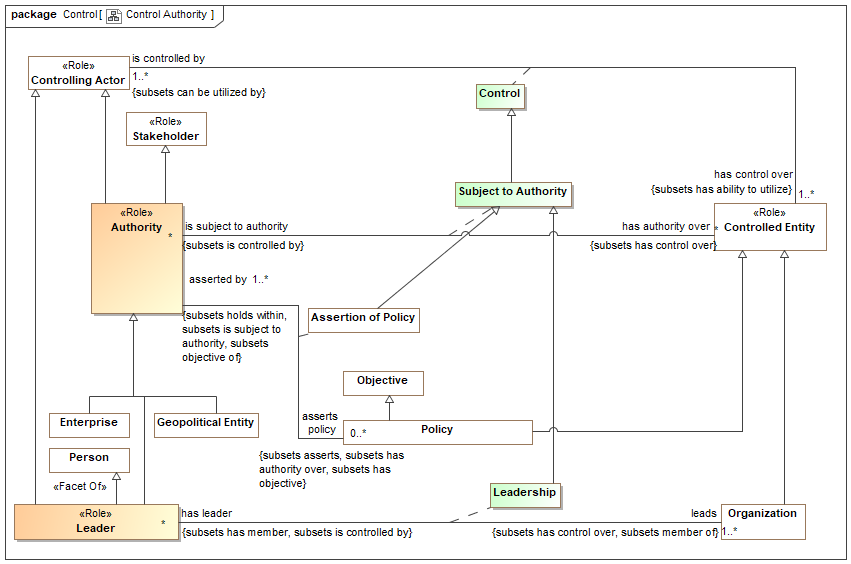 package Control[ Control Authority ]
is controlled by
«Role»
Controlling Actor
1..*
{subsets can be utilized by}
Control
«Role»
Stakeholder
has control over
{subsets has ability to utilize}
1..*
Subject to Authority
«Role»
Authority
*
is subject to authority
{subsets is controlled by}
has authority over
*
{subsets has control over}
«Role»
Controlled Entity
asserted by 1..*
{subsets holds within,
subsets is subject to
authority, subsets
objective of}
Assertion of Policy
Objective
Enterprise
Geopolitical Entity
asserts
policy
0..*
Policy
{subsets asserts, subsets has
authority over, subsets has
objective}
Person
«Facet Of»
Leadership
«Role»
Leader
*
has leader
{subsets has member, subsets is controlled by}
leads
{subsets has control over, subsets member of}
Organization
1..*